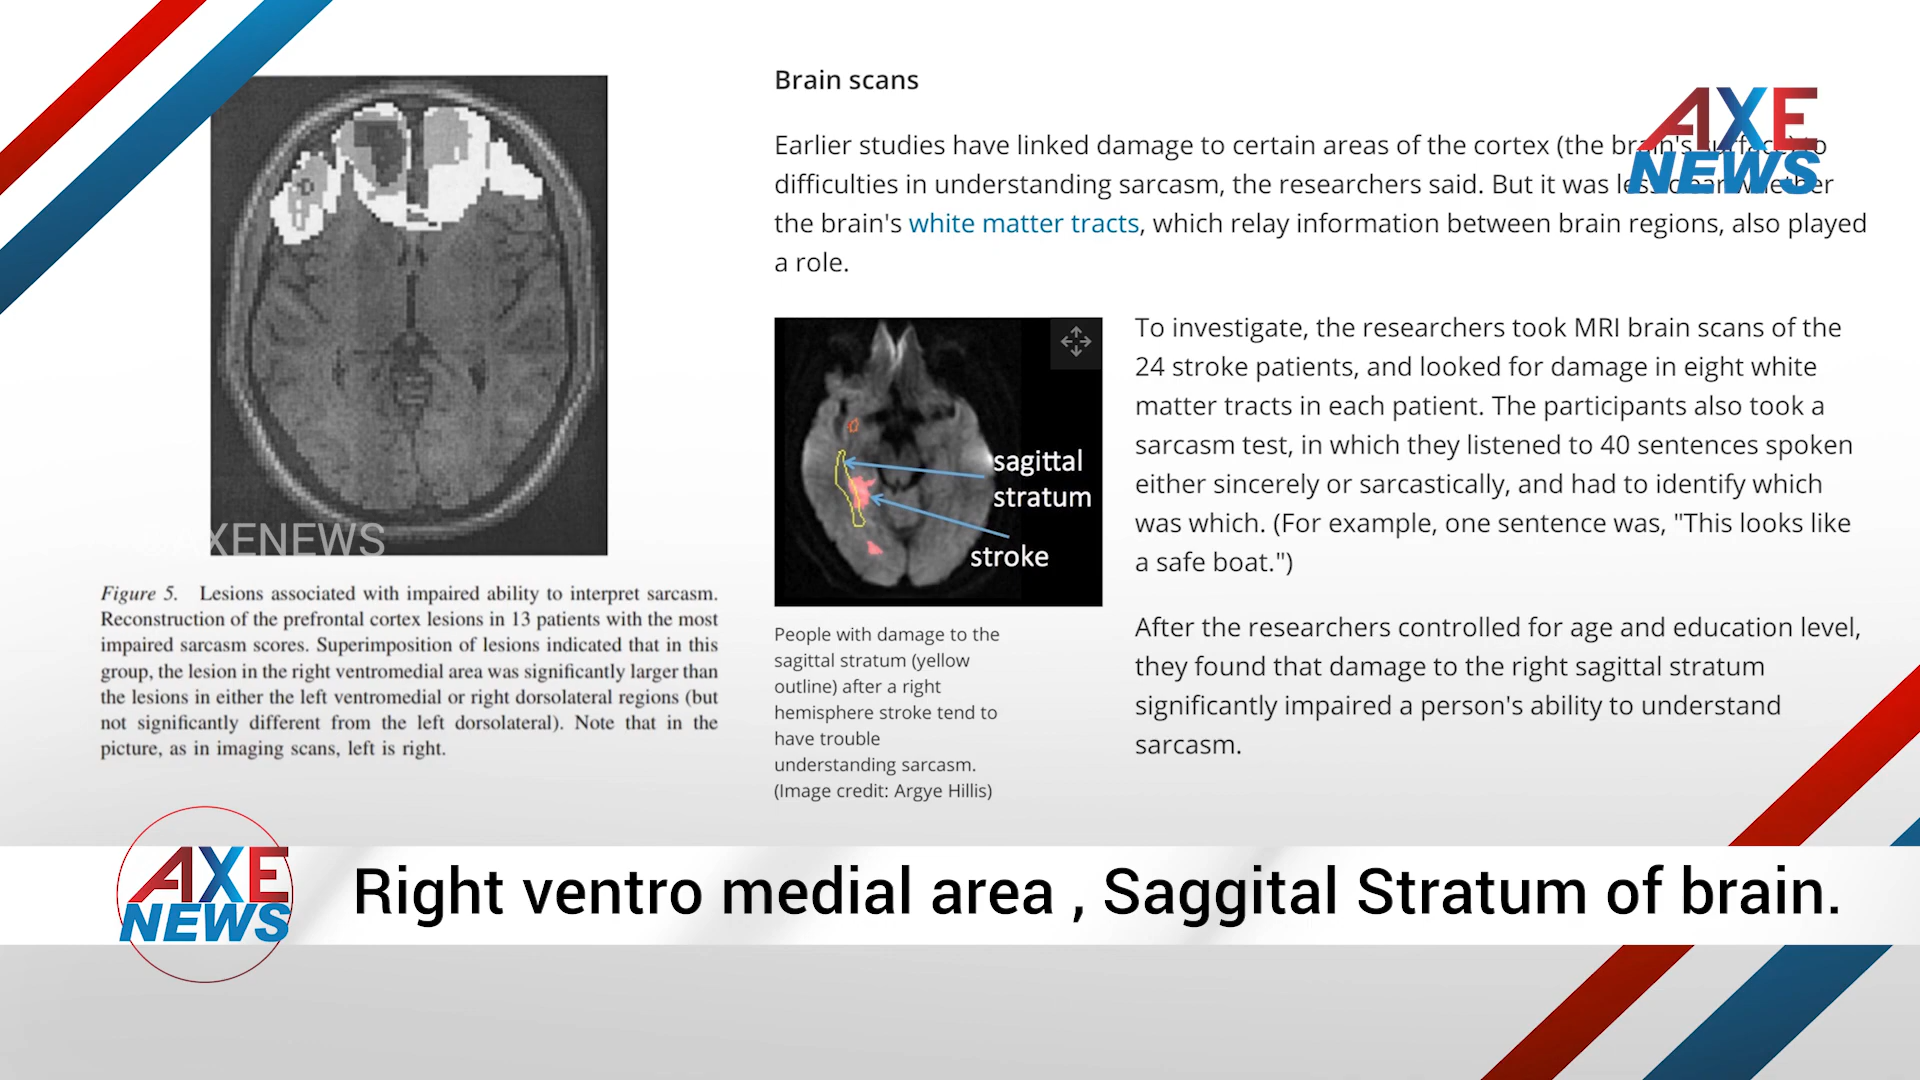 AXE
NEWS
Brain scans
Earlier studies have linked damage to certain areas of the cortex (the brain's surface) to
difficulties in understanding sarcasm, the researchers said. But it was less clear whether
the brain's white matter tracts, which relay information between brain regions, also played
a role.
sagittal
stratum
stroke
To investigate, the researchers took MRI brain scans of the
24 stroke patients, and looked for damage in eight white
matter tracts in each patient. The participants also took a
sarcasm test, in which they listened to 40 sentences spoken
either sincerely or sarcastically, and had to identify which
was which. (For example, one sentence was, "This looks like
a safe boat.")
After the researchers controlled for age and education level,
they found that damage to the right sagittal stratum
significantly impaired a person's ability to understand
sarcasm.
People with damage to the
sagittal stratum (yellow
outline) after a right
hemisphere stroke tend to
have trouble
understanding sarcasm.
(Image credit: Argye Hillis)
AXENEWS
Figure 5. Lesions associated with impaired ability to interpret sarcasm.
Reconstruction of the prefrontal cortex lesions in 13 patients with the most
impaired sarcasm scores. Superimposition of lesions indicated that in this
group, the lesion in the right ventromedial area was significantly larger than
the lesions in either the left ventromedial or right dorsolateral regions (but
not significantly different from the left dorsolateral). Note that in the
picture, as in imaging scans, left is right.
AXE
NEWS
Right ventro medial area , Saggital Stratum of brain.